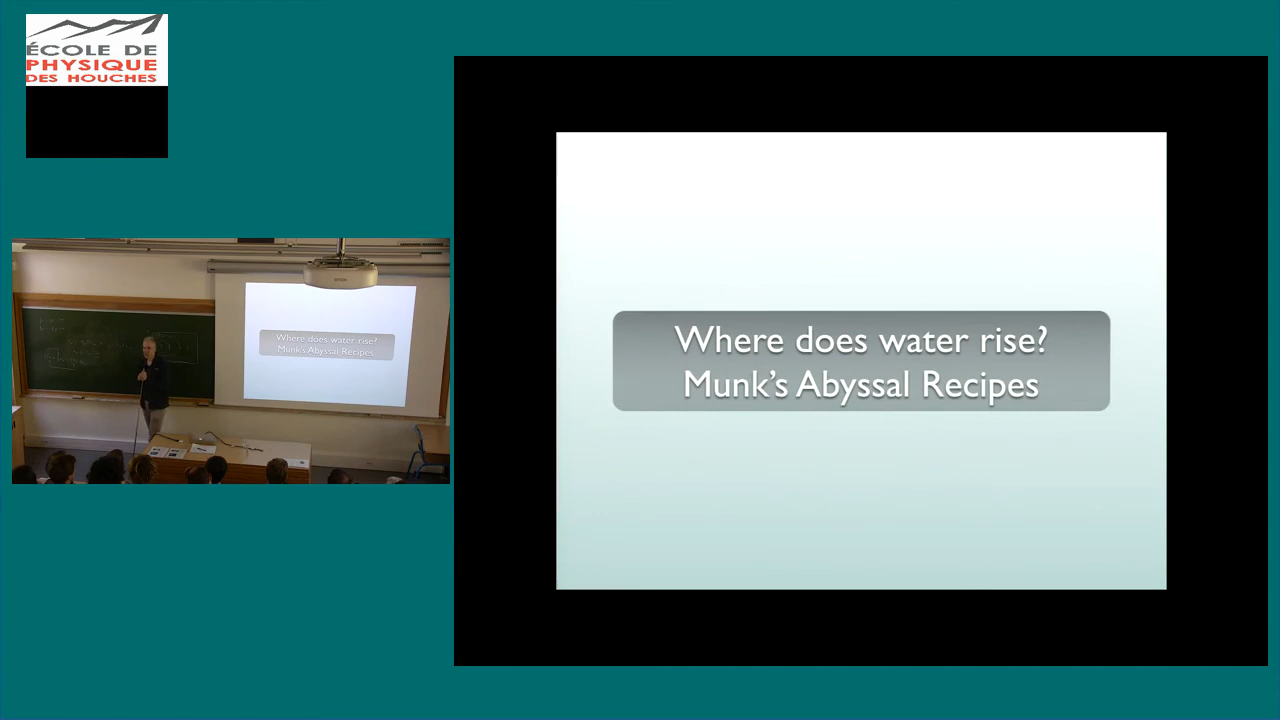 ÉCOLE DE
PHYSIQUE
DES HOUCHES
Where does water rise?
Munk's Abyssal Recipes
Where does water rise?
Munk's Abyssal Recipes
EPSON